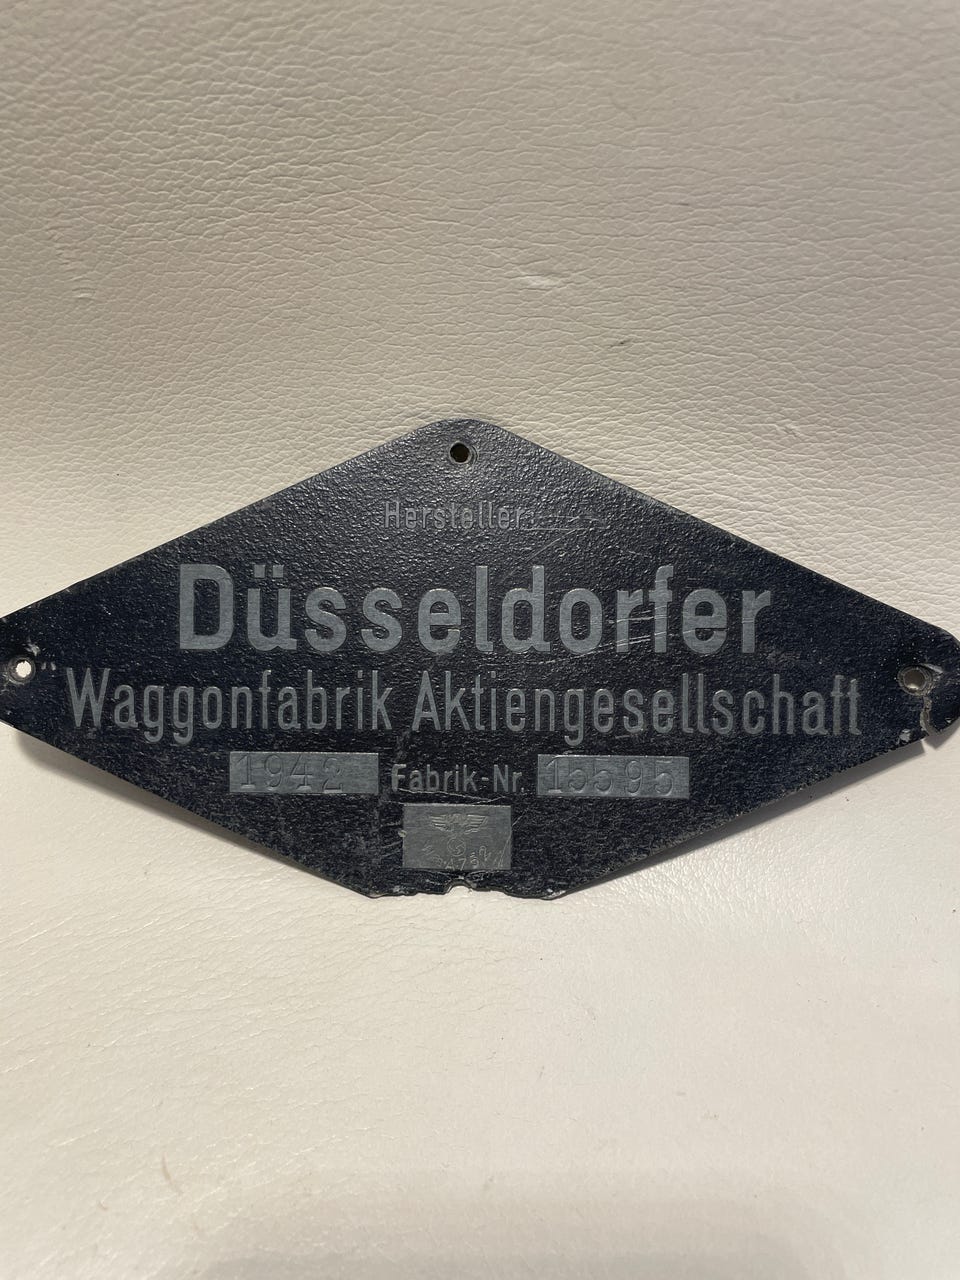 Hersteller:
Düsseldorfer
Waggonfabrik Aktiengesellschaft
1942 Fabrik-Nr. 15595